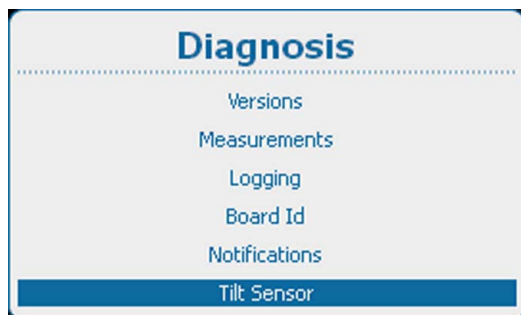 Diagnosis
Versions
Measurements
Logging
Board Id
Notifications
Tilt Sensor